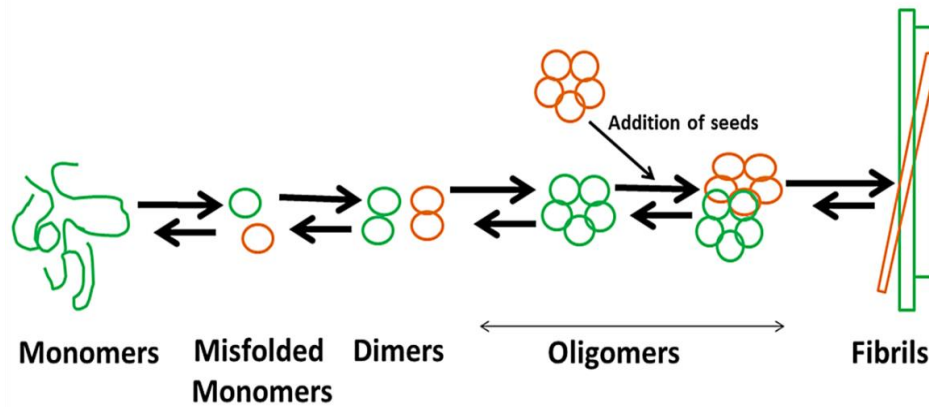 Addition of seeds
Monomers
Misfolded
Monomers
Dimers
Oligomers
Fibrils